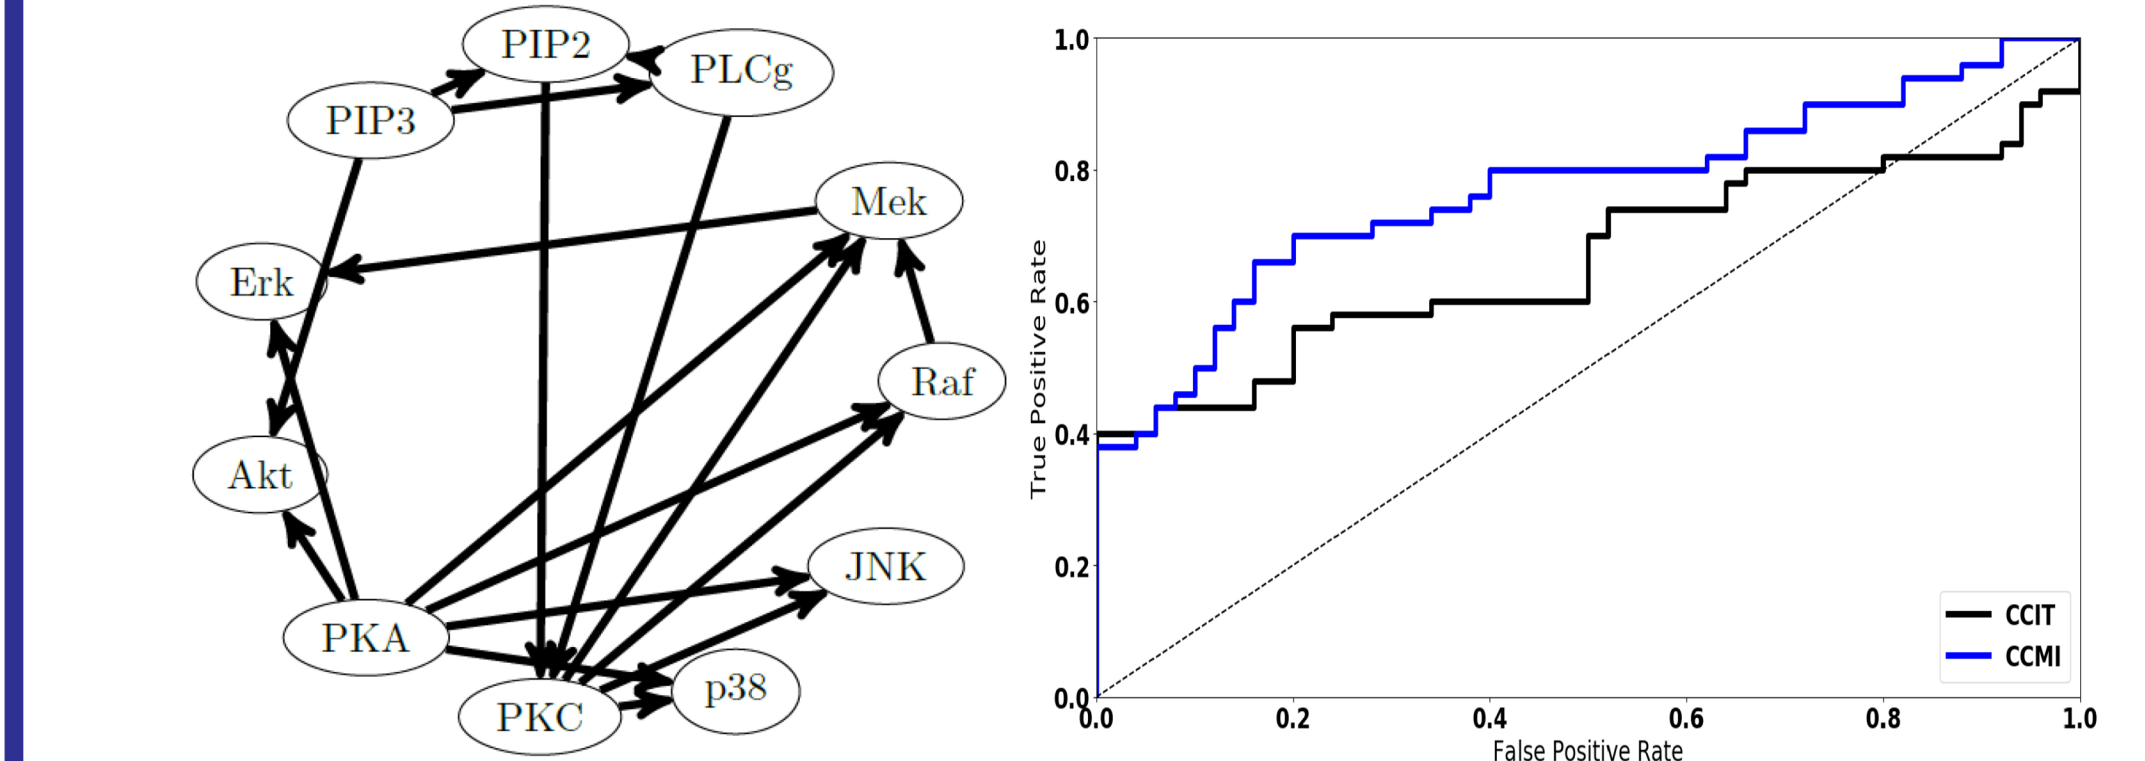 PIP2
PLCg
PIP3
Mek
Erk
Raf
Akt
JNK
PKA
p38
PKC
1.0
0.8
0.6
0.4
0.2
0.0
True Positive Rate
0.0 0.2 0.4 0.6 0.8 1.0
False Positive Rate
CCIT
CCMI